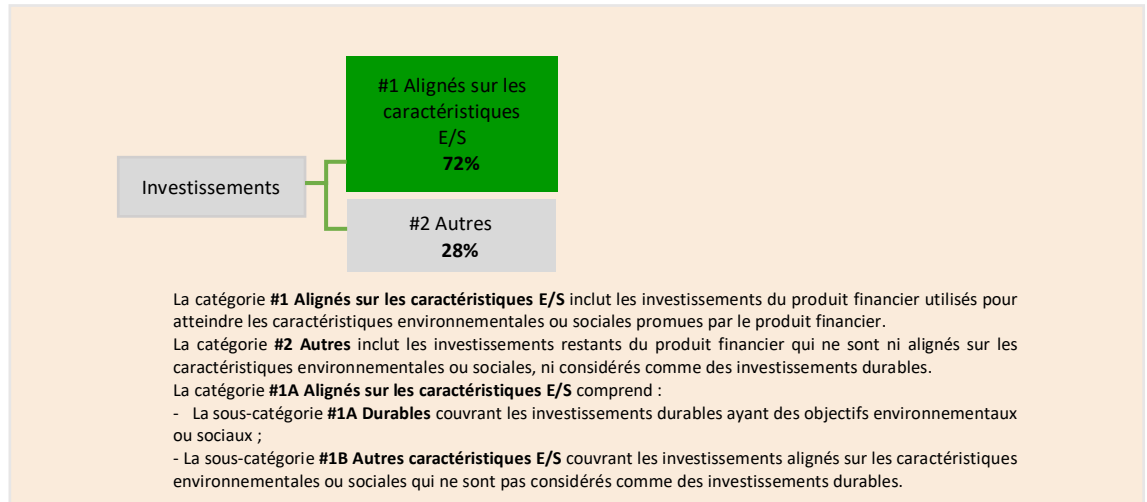 #1 Alignés sur les
caractéristiques
E/S
72%
Investissements
#2 Autres
28%
La catégorie #1 Alignés sur les caractéristiques E/S inclut les investissements du produit financier utilisés pour
atteindre les caractéristiques environnementales ou sociales promues par le produit financier.
La catégorie #2 Autres inclut les investissements restants du produit financier qui ne sont ni alignés sur les
caractéristiques environnementales ou sociales, ni considérés comme des investissements durables.
La catégorie #1A Alignés sur les caractéristiques E/S comprend :
- La sous-catégorie #1A Durables couvrant les investissements durables ayant des objectifs environnementaux
ou sociaux ;
- La sous-catégorie #1B Autres caractéristiques E/S couvrant les investissements alignés sur les caractéristiques
environnementales ou sociales qui ne sont pas considérés comme des investissements durables.